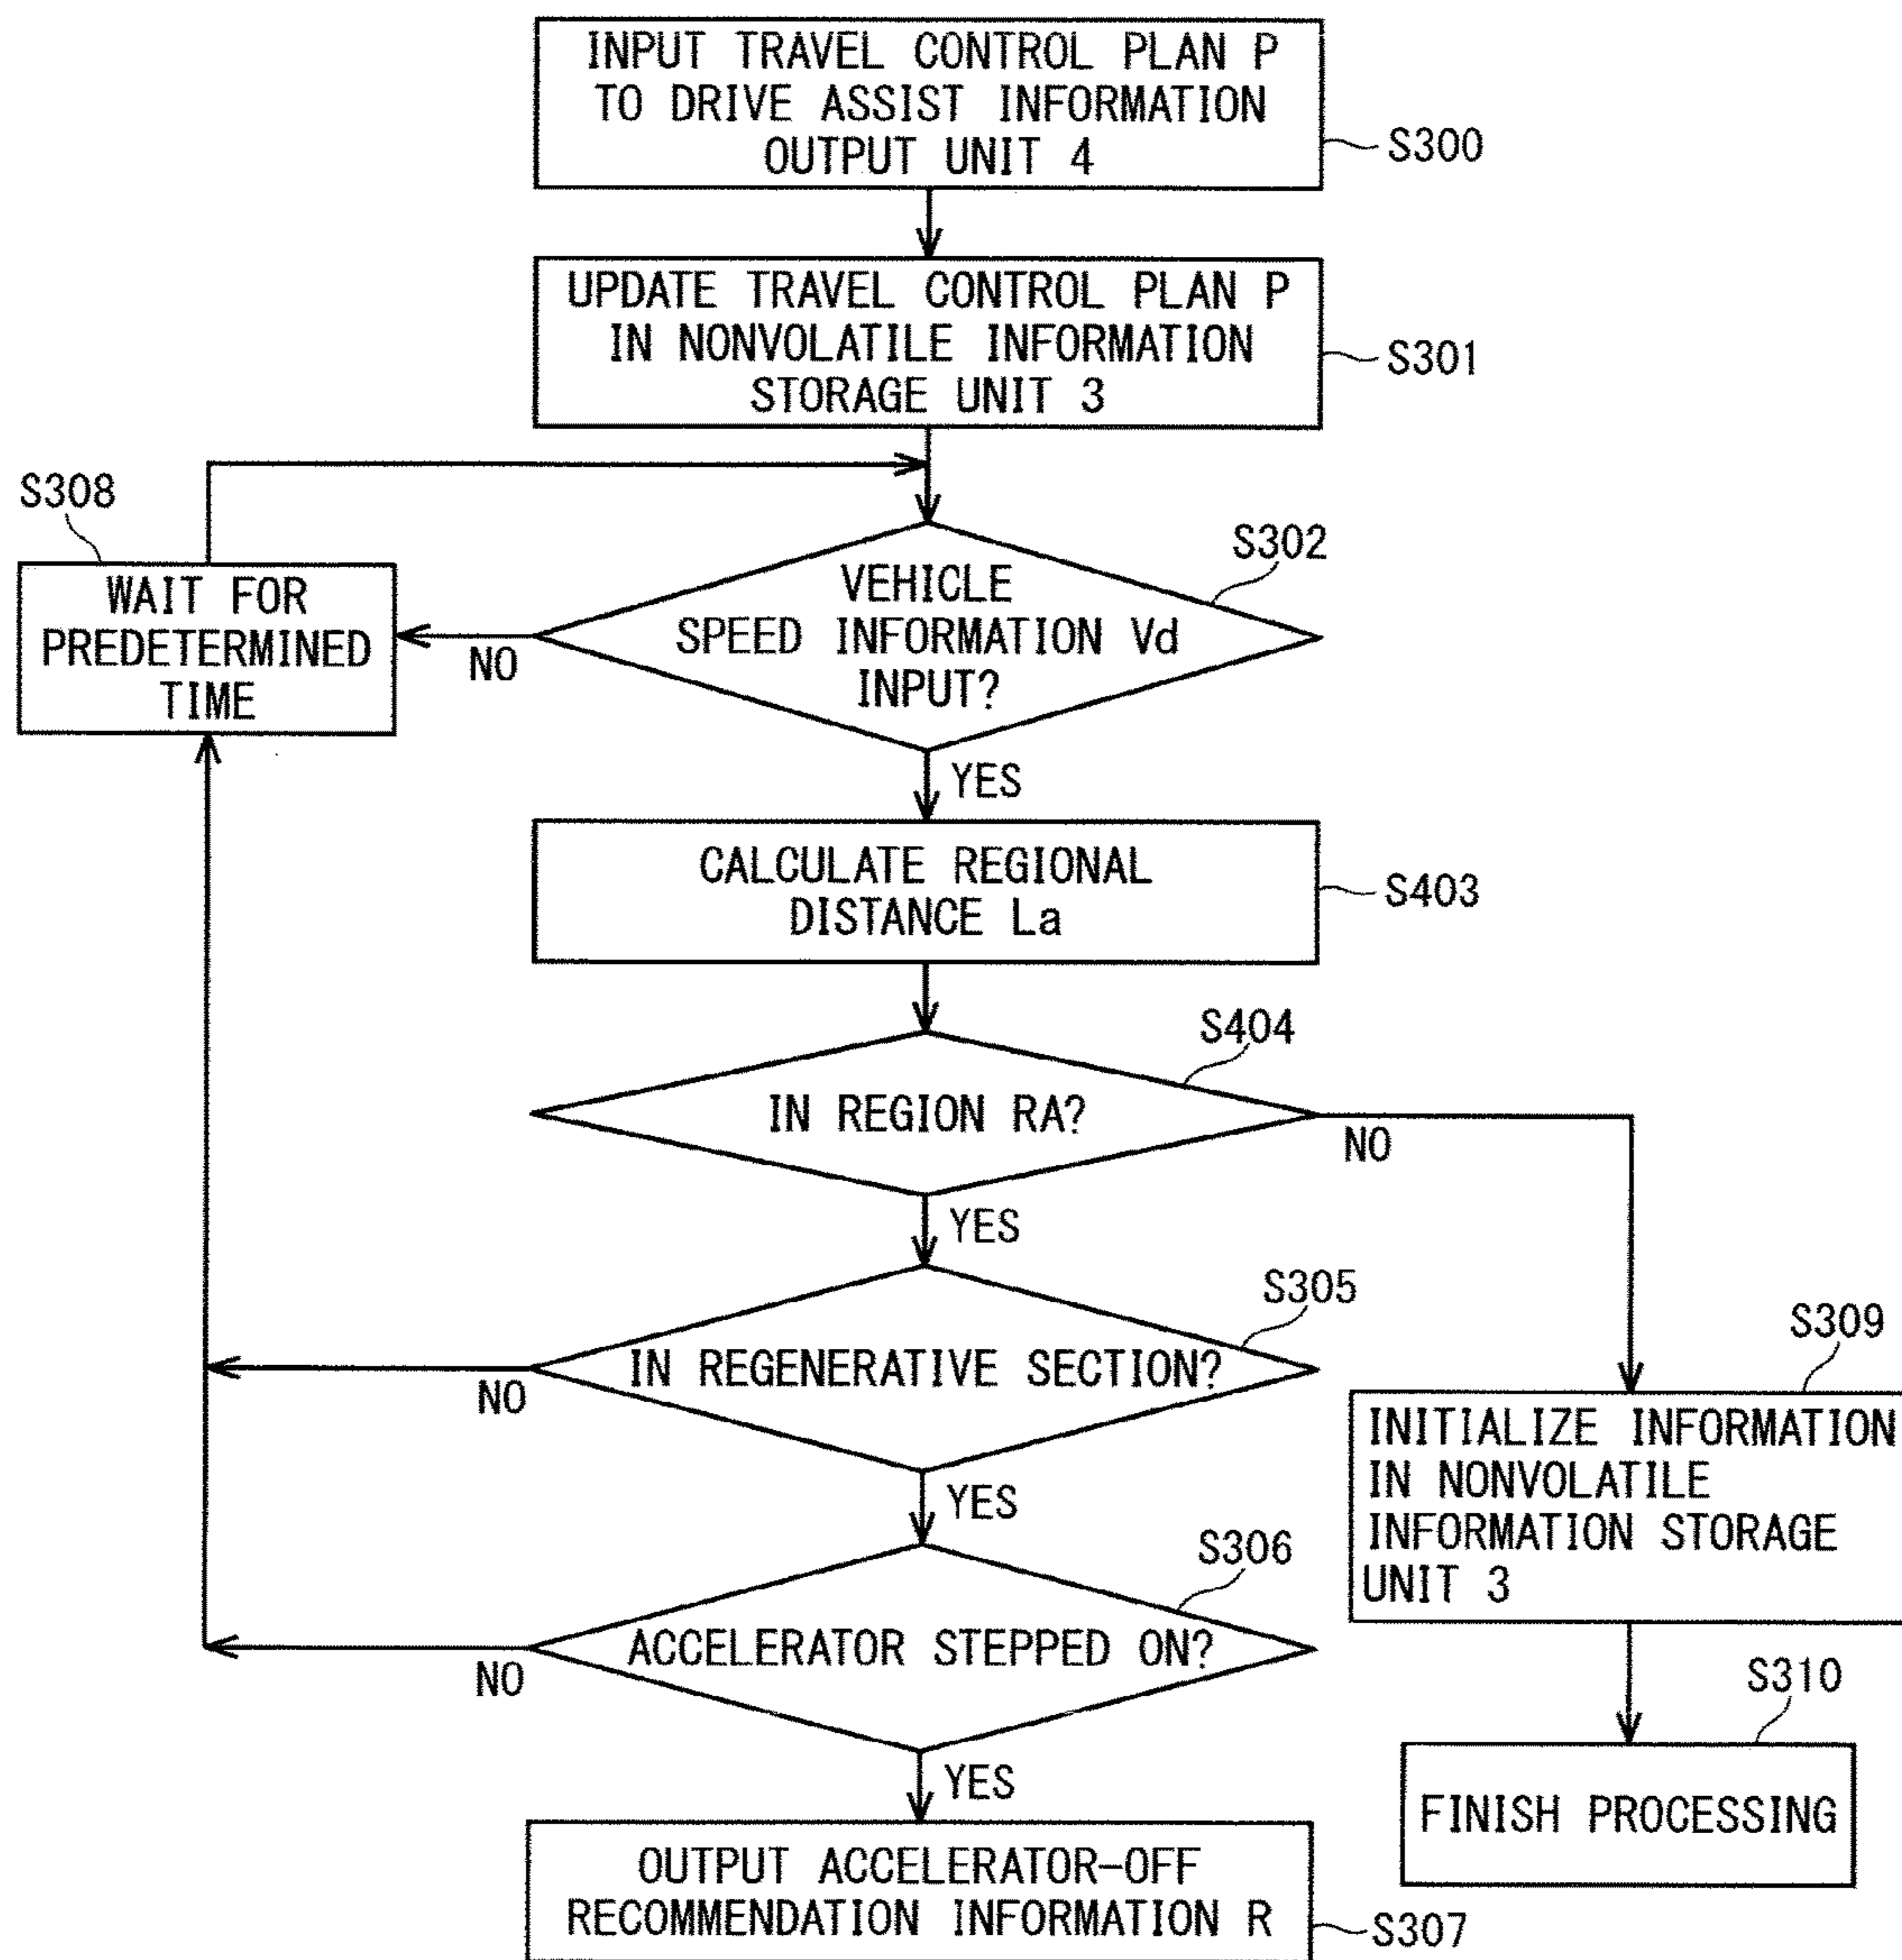 INPUT TRAVEL CONTROL PLAN P
TO DRIVE ASSIST INFORMATION
OUTPUT UNIT 4
S300
UPDATE TRAVEL CONTROL PLAN P
IN NONVOLATILE INFORMATION
STORAGE UNIT 3
S301
S308
WAIT FOR
PREDETERMINED
TIME
S302
VEHICLE
SPEED INFORMATION Vd
INPUT?
NO
YES
CALCULATE REGIONAL
DISTANCE La
S403
S404
IN REGION RA?
NO
YES
S305
IN REGENERATIVE SECTION?
NO
YES
S309
INITIALIZE INFORMATION
IN NONVOLATILE
INFORMATION STORAGE
UNIT 3
S306
ACCELERATOR STEPPED ON?
NO
YES
S310
FINISH PROCESSING
OUTPUT ACCELERATOR-OFF
RECOMMENDATION INFORMATION R
S307